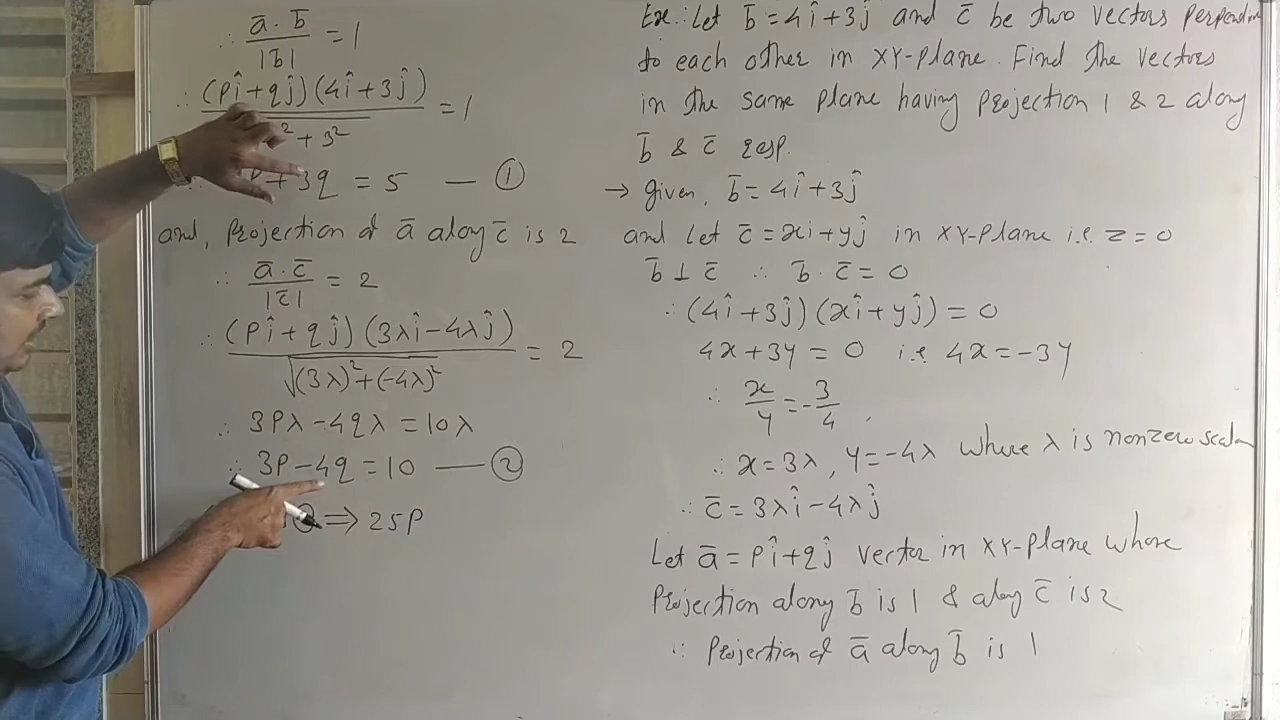 Ex. : Let b̄ = 4î + 3ĵ and c̄ be two vectors
to each other in XY-plane. Find the vectors
in the same plane having projection 1 & 2 along
b̄ & c̄ resp.
→ given, b̄ = 4î + 3ĵ
and Let c̄ = xi + yĵ in XY-plane i.e. z = 0
b̄ ⊥ c̄ ∴ b̄ · c̄ = 0
∴ (4î + 3ĵ) (xî + yĵ) = 0
4x + 3y = 0 i.e 4x = -3y
∴ x/y = -3/4 ,
∴ x = 3λ , y = -4λ where λ is nonzero scalar
∴ c̄ = 3λî - 4λĵ
Let ā = pî + qĵ vector in XY-plane whose
projection along b̄ is 1 & along c̄ is 2
∴ projection of ā along b̄ is 1
∴ ā · b̄ / |b̄| = 1
∴ (pî + qĵ) (4î + 3ĵ) / ² + 3² = 1
+ 3q = 5 — ①
and, projection of ā along c̄ is 2
∴ ā · c̄ / |c̄| = 2
∴ (pî + qĵ) (3λî - 4λĵ) / √(3λ)² + (-4λ)² = 2
∴ 3pλ - 4qλ = 10λ
∴ 3p - 4q = 10 — ②
⇒ 25p